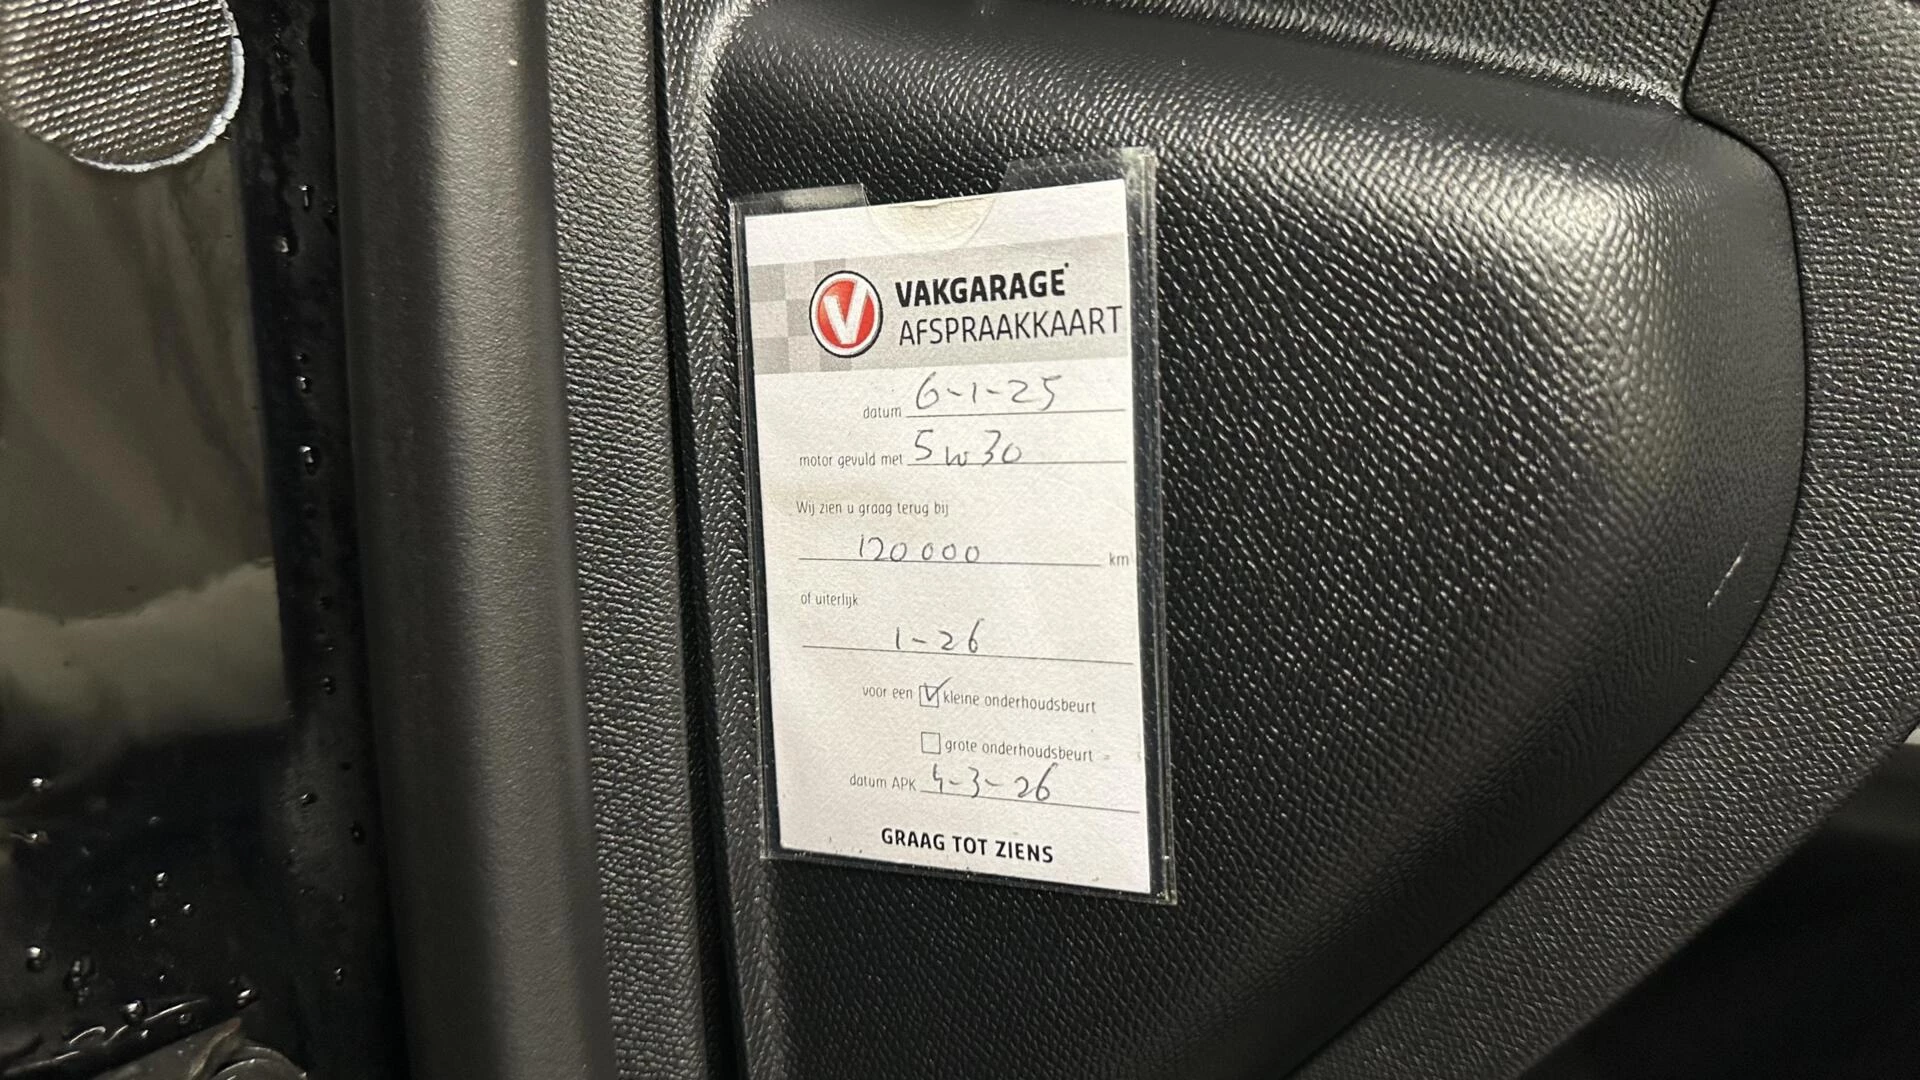 V VAKGARAGE
AFSPRAAKKAART
datum 6-1-25
motor gevuld met 5w30
Wij zien u graag terug bij
120000 km
of uiterlijk
1-26
voor een kleine onderhoudsbeurt
grote onderhoudsbeurt
datum APK 4-3-26
GRAAG TOT ZIENS